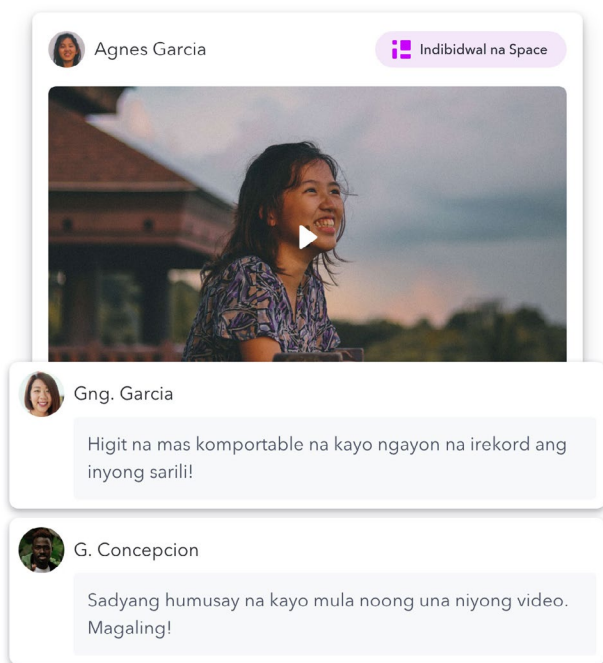 Agnes Garcia
Indibidwal na Space
Gng. Garcia
Higit na mas komportable na kayo ngayon na irekord ang
inyong sarili!
G. Concepcion
Sadyang humusay na kayo mula noong una niyong video.
Magaling!